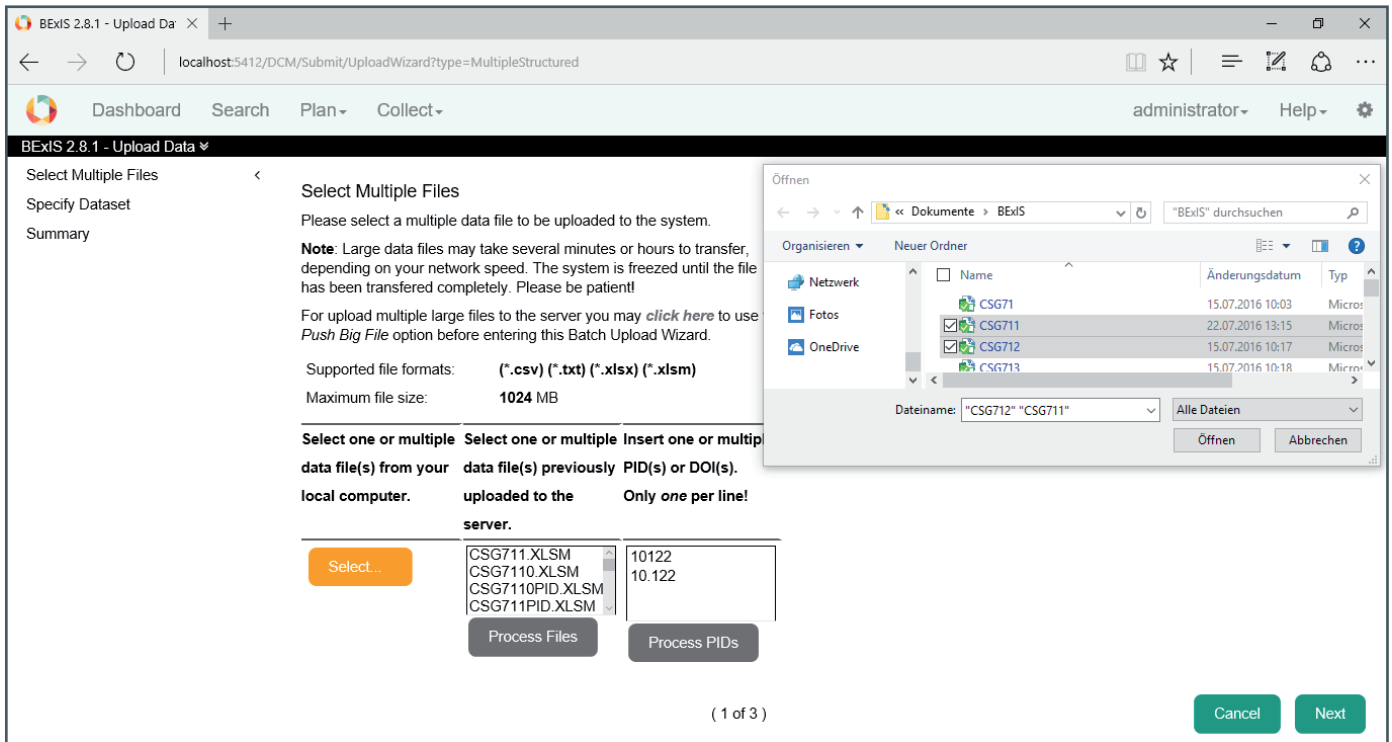 BExIS 2.8.1 - Upload Da
localhost:5412/DCM/Submit/UploadWizard?type=MultipleStructured
Dashboard Search Plan Collect administrator Help
BExIS 2.8.1 - Upload Data
Select Multiple Files
Specify Dataset
Summary
Select Multiple Files
Please select a multiple data file to be uploaded to the system.
Note: Large data files may take several minutes or hours to transfer,
depending on your network speed. The system is freezed until the file
has been transfered completely. Please be patient!
For upload multiple large files to the server you may click here to use
Push Big File option before entering this Batch Upload Wizard.
Supported file formats: (*.csv) (*.txt) (*.xlsx) (*.xlsm)
Maximum file size: 1024 MB
Select one or multiple
data file(s) from your
local computer.
Select one or multiple
data file(s) previously
uploaded to the
server.
Insert one or multip
PID(s) or DOI(s).
Only one per line!
Select...
CSG711.XLSM
CSG7110.XLSM
CSG7110PID.XLSM
CSG711PID.XLSM
Process Files
10122
10.122
Process PIDs
( 1 of 3 )
Cancel Next
Öffnen
« Dokumente › BExIS
"BExIS" durchsuchen
Organisieren Neuer Ordner
Netzwerk
Fotos
OneDrive
Name Änderungsdatum Typ
CSG71 15.07.2016 10:03 Micros
CSG711 22.07.2016 13:15 Micros
CSG712 15.07.2016 10:17 Micros
CSG713 15.07.2016 10:18 Micros
Dateiname: "CSG712" "CSG711" Alle Dateien
Öffnen Abbrechen